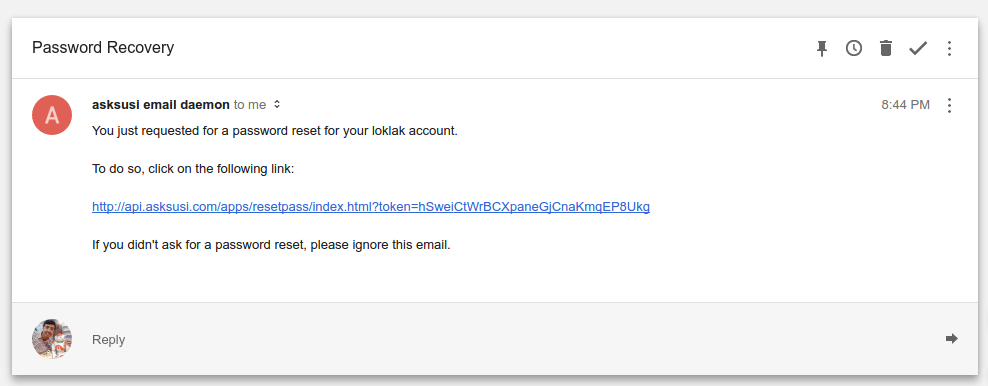 Password Recovery
A
asksusi email daemon to me
8:44 PM
You just requested for a password reset for your loklak account.
To do so, click on the following link:
http://api.asksusi.com/apps/resetpass/index.html?token=hSweiCtWrBCXpaneGjCnaKmqEP8Ukg
If you didn't ask for a password reset, please ignore this email.
Reply